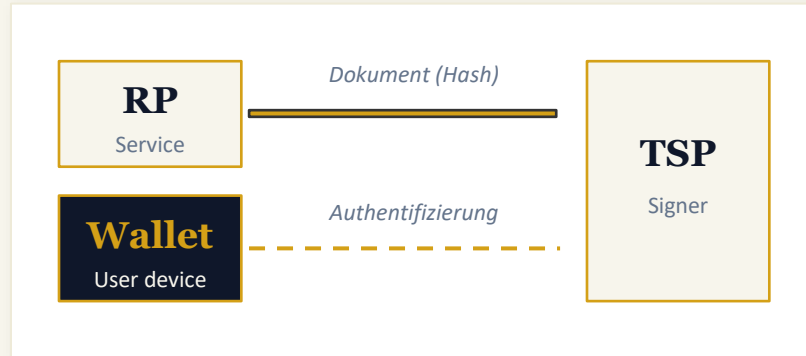 RP
Service
Dokument (Hash)
Wallet
User device
Authentifizierung
TSP
Signer